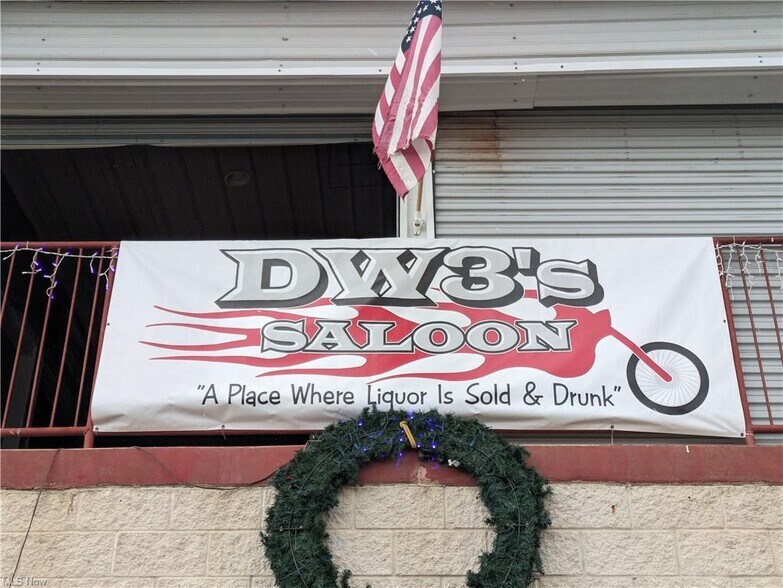 DW3's
SALOON
"A Place Where Liquor Is Sold & Drunk"
MLS Now